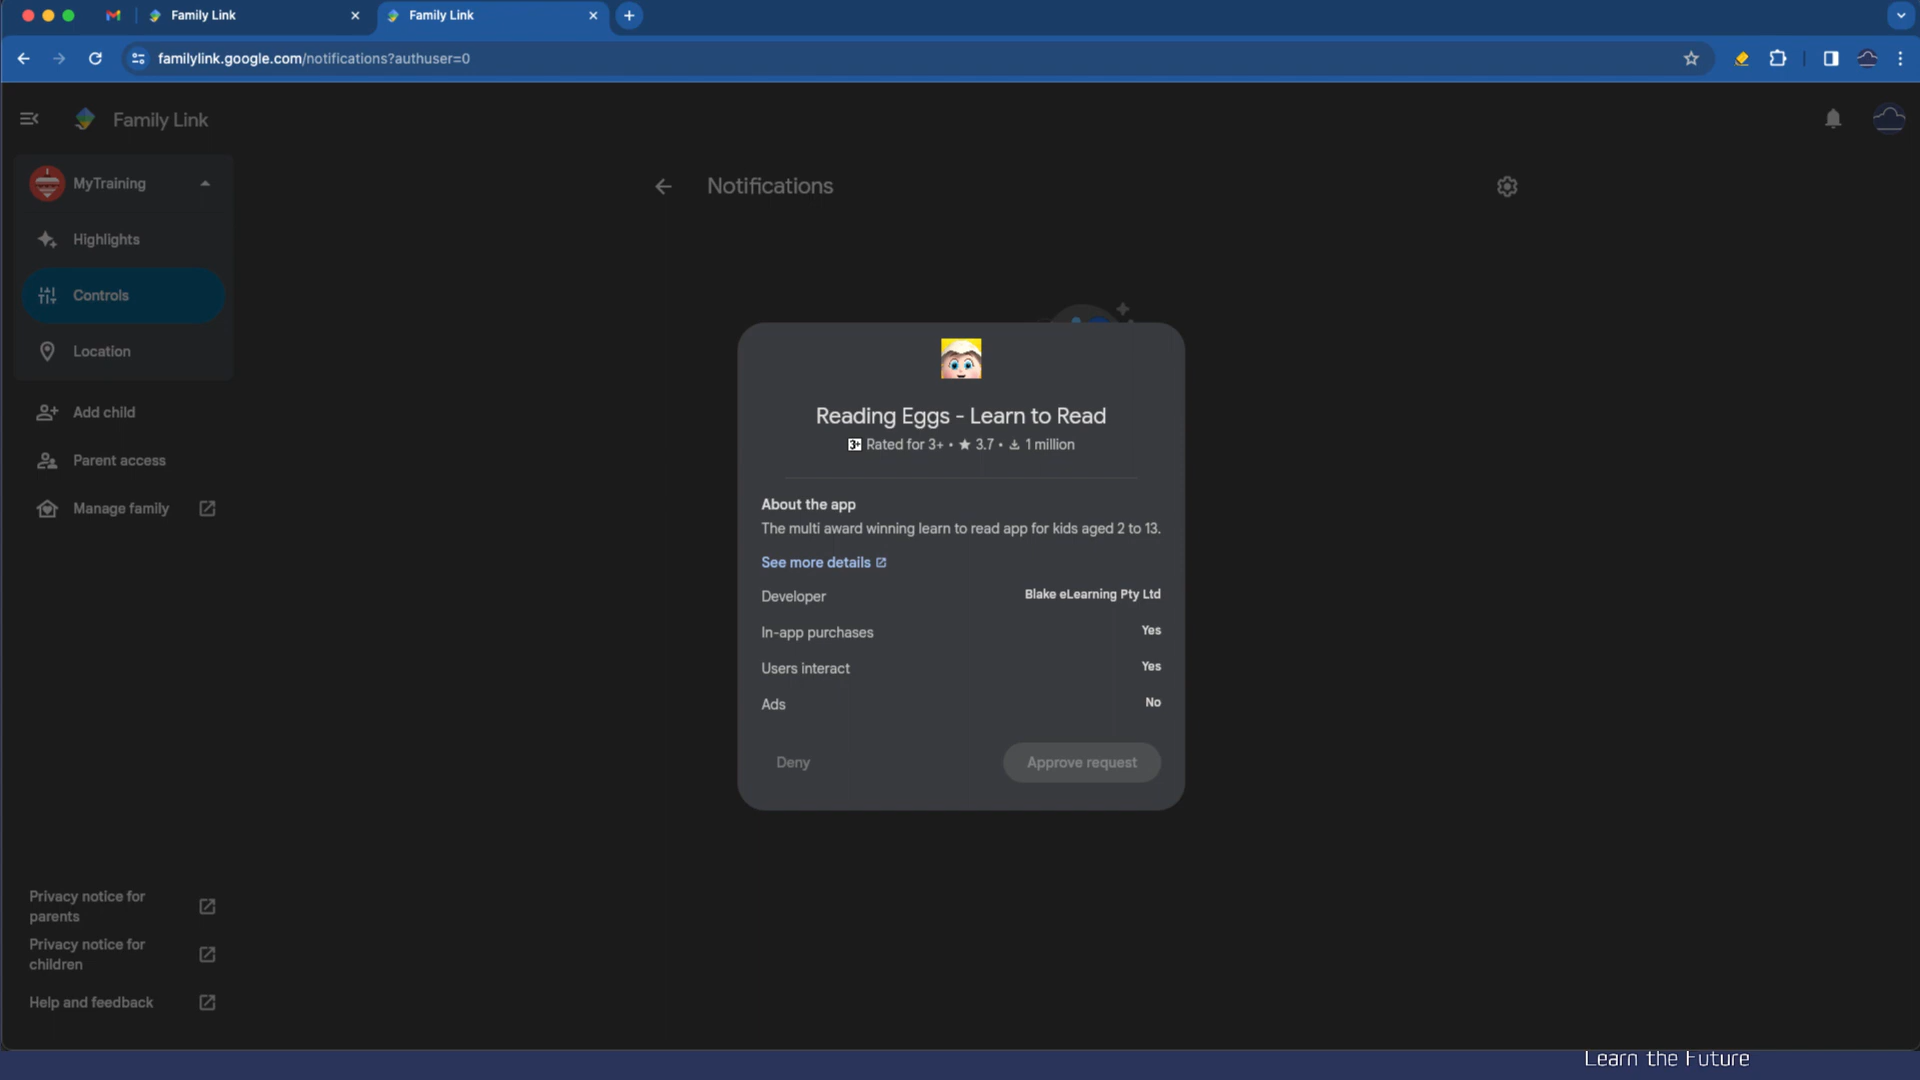 Family Link
Family Link
familylink.google.com/notifications?authuser=0
Family Link
MyTraining
Highlights
Controls
Location
Add child
Parent access
Manage family
Privacy notice for
parents
Privacy notice for
children
Help and feedback
Notifications
Reading Eggs - Learn to Read
3+ Rated for 3+ • ★ 3.7 • 1 million
About the app
The multi award winning learn to read app for kids aged 2 to 13.
See more details
Developer Blake eLearning Pty Ltd
In-app purchases Yes
Users interact Yes
Ads No
Deny Approve request
Learn the Future